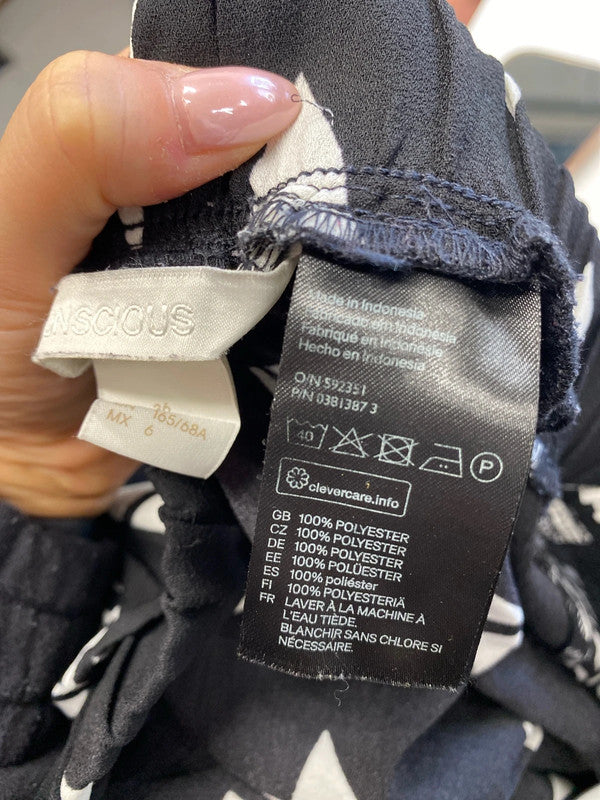 NSCIOUS
165/68A
MX 6
Made in Indonesia
Fabricado em Indonésia
Fabriqué en Indonésie
Hecho en Indonesia
O/N 592351
P/N 0381387 3
40
P
clevercare.info
GB 100% POLYESTER
CZ 100% POLYESTER
DE 100% POLYESTER
EE 100% POLÜESTER
ES 100% poliéster
FI 100% POLYESTERIÄ
FR LAVER À LA MACHINE À
L'EAU TIÈDE.
BLANCHIR SANS CHLORE SI
NÉCESSAIRE.